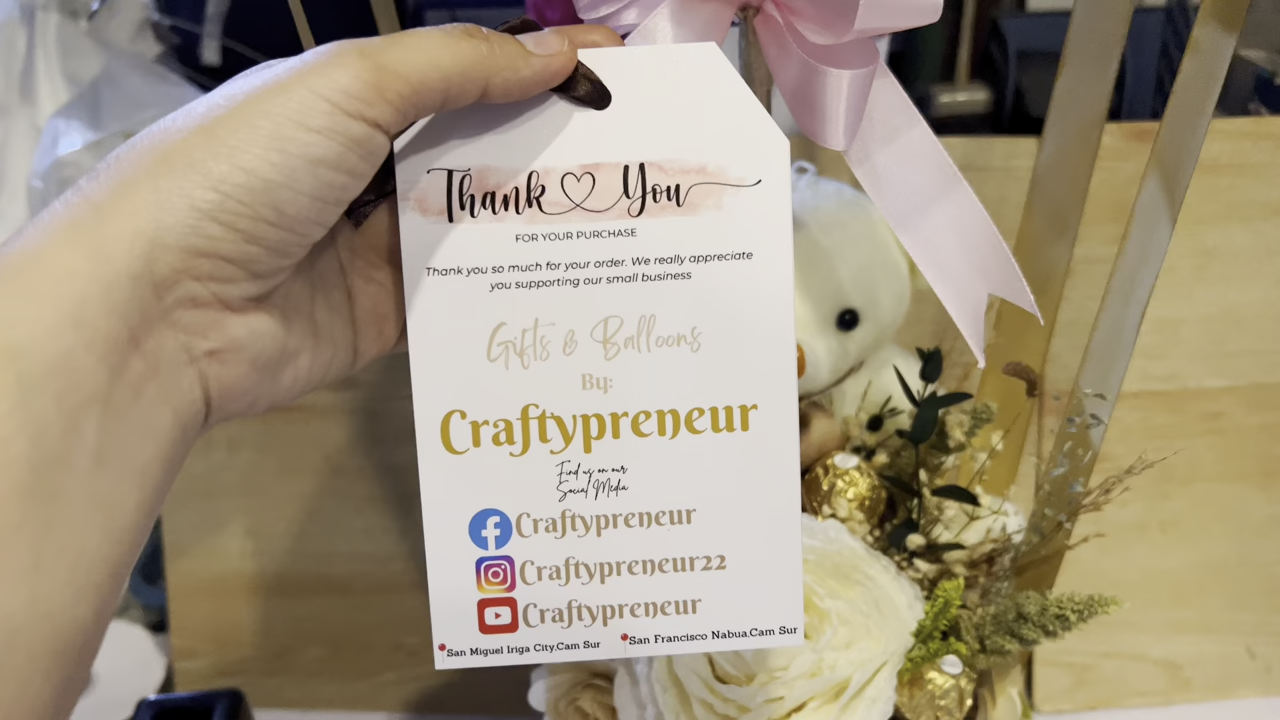 Thank You
FOR YOUR PURCHASE
Thank you so much for your order. We really appreciate
you supporting our small business
Gifts & Balloons
By:
Craftypreneur
Find us on our
Social Media
Craftypreneur
Craftypreneur22
Craftypreneur
San Miguel Iriga City,Cam Sur
San Francisco Nabua,Cam Sur